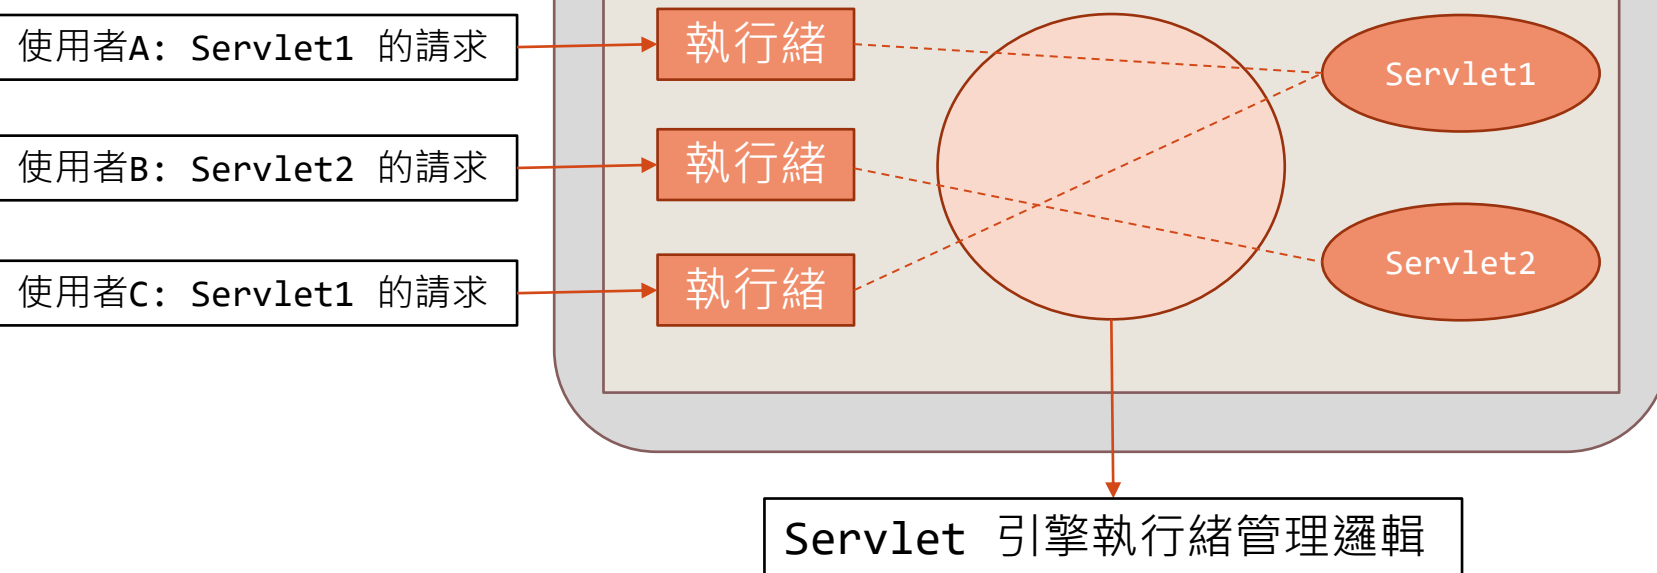 使用者A: Servlet1 的請求
執行緒
Servlet1
使用者B: Servlet2 的請求
執行緒
使用者C: Servlet1 的請求
執行緒
Servlet2
Servlet 引擎執行緒管理邏輯